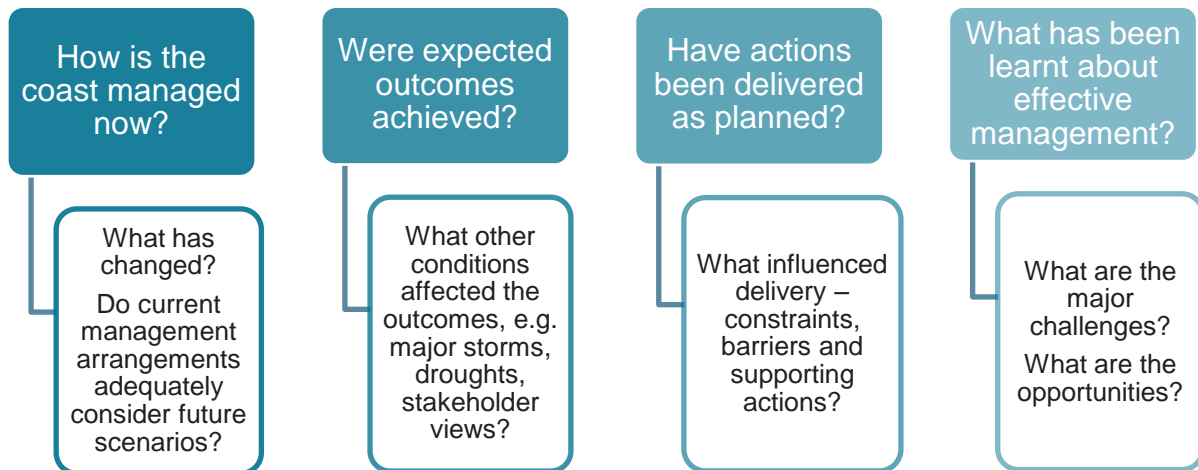 How is the
coast managed
now?
What has
changed?
Do current
management
arrangements
adequately
consider future
scenarios?
Were expected
outcomes
achieved?
What other
conditions
affected the
outcomes, e.g.
major storms,
droughts,
stakeholder
views?
Have actions
been delivered
as planned?
What influenced
delivery –
constraints,
barriers and
supporting
actions?
What has been
learnt about
effective
management?
What are the
major
challenges?
What are the
opportunities?